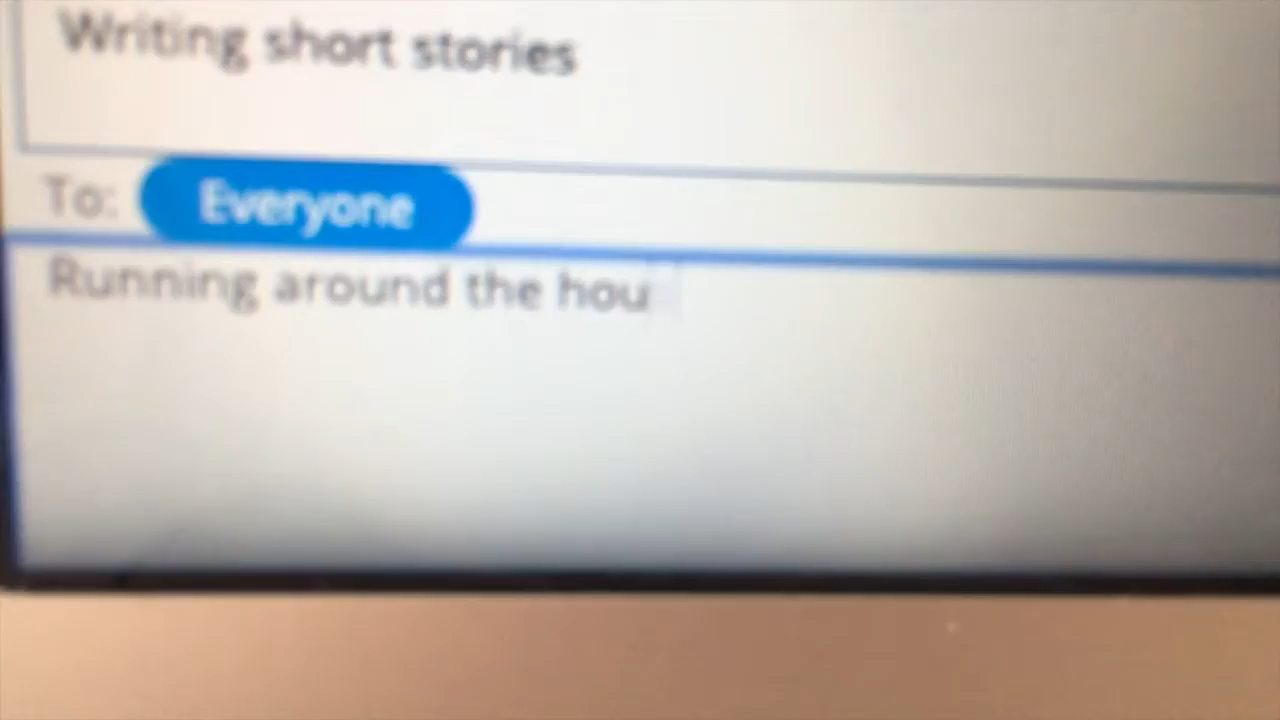 Writing short stories
To: Everyone
Running around the hou